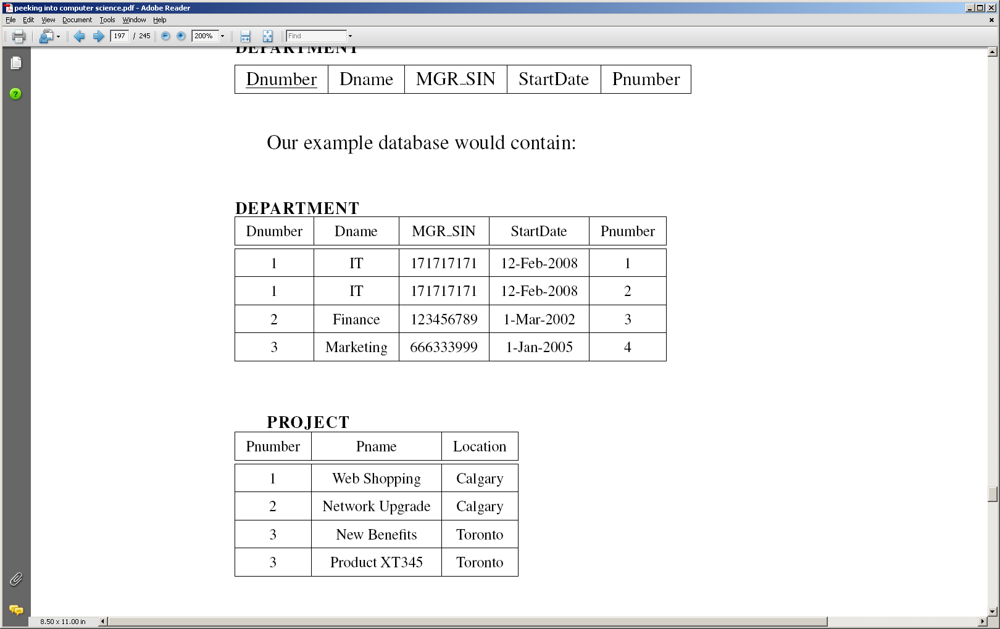 peeking into computer science.pdf - Adobe Reader
File Edit View Document Tools Window Help
197 / 245 200% Find
DEPARTMENT
Dnumber Dname MGR_SIN StartDate Pnumber
Our example database would contain:
DEPARTMENT
Dnumber Dname MGR_SIN StartDate Pnumber
1 IT 171717171 12-Feb-2008 1
1 IT 171717171 12-Feb-2008 2
2 Finance 123456789 1-Mar-2002 3
3 Marketing 666333999 1-Jan-2005 4
PROJECT
Pnumber Pname Location
1 Web Shopping Calgary
2 Network Upgrade Calgary
3 New Benefits Toronto
3 Product XT345 Toronto
8.50 x 11.00 in